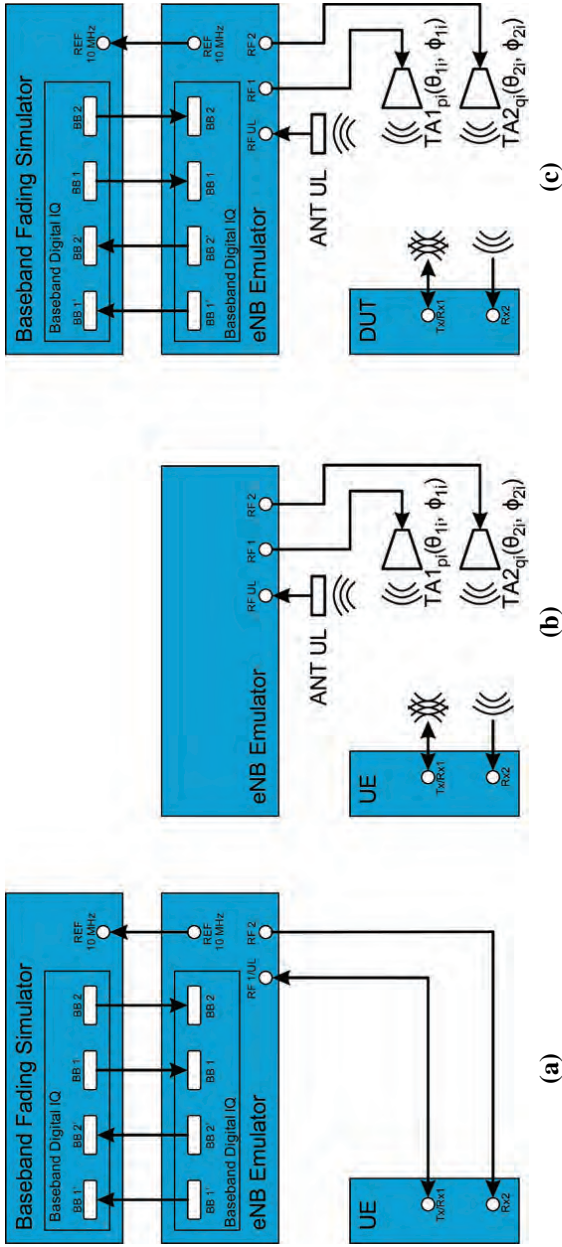 Baseband Fading Simulator
Baseband Digital IQ
BB 1'
BB 2'
BB 1
BB 2
REF
10 MHz
BB 1'
BB 2'
BB 1
BB 2
REF
10 MHz
Baseband Digital IQ
eNB Emulator
RF 1/UL
RF 2
UE
Tx/Rx1
Rx2
(a)
eNB Emulator
RF UL
RF 1
RF 2
ANT UL
TA1pi(θ1i, ϕ1i)
TA2qi(θ2i, ϕ2i)
UE
Tx/Rx1
Rx2
(b)
Baseband Fading Simulator
Baseband Digital IQ
BB 1'
BB 2'
BB 1
BB 2
REF
10 MHz
BB 1'
BB 2'
BB 1
BB 2
REF
10 MHz
Baseband Digital IQ
eNB Emulator
RF UL
RF 1
RF 2
ANT UL
TA1pi(θ1i, ϕ1i)
TA2qi(θ2i, ϕ2i)
DUT
Tx/Rx1
Rx2
(c)